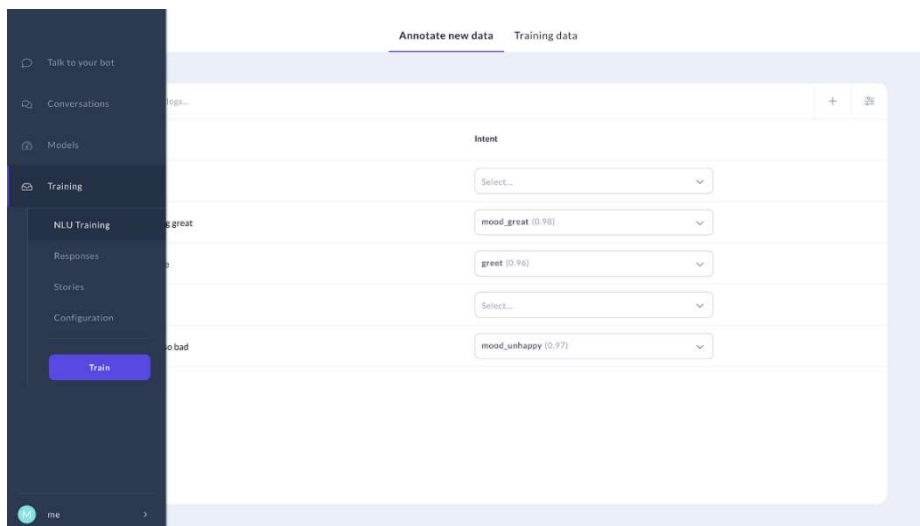 Annotate new data Training data
Talk to your bot
Conversations
logs...
Models
Intent
Training
Select...
NLU Training
g great
mood_great (0.98)
Responses
greet (0.96)
Stories
Select...
Configuration
so bad
mood_unhappy (0.97)
Train
M me